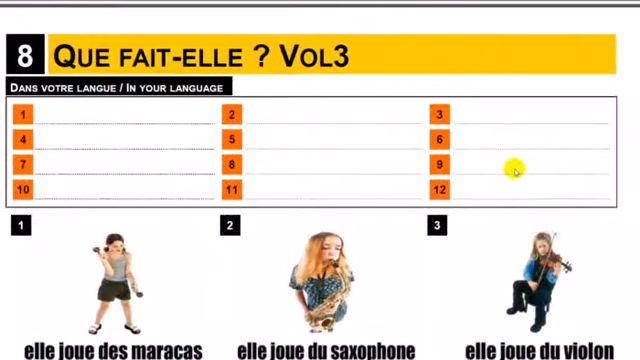 8 QUE FAIT-ELLE ? VOL3
DANS VOTRE LANGUE / IN YOUR LANGUAGE
1 2 3
4 5 6
7 8 9
10 11 12
1 2 3
elle joue des maracas elle joue du saxophone elle joue du violon